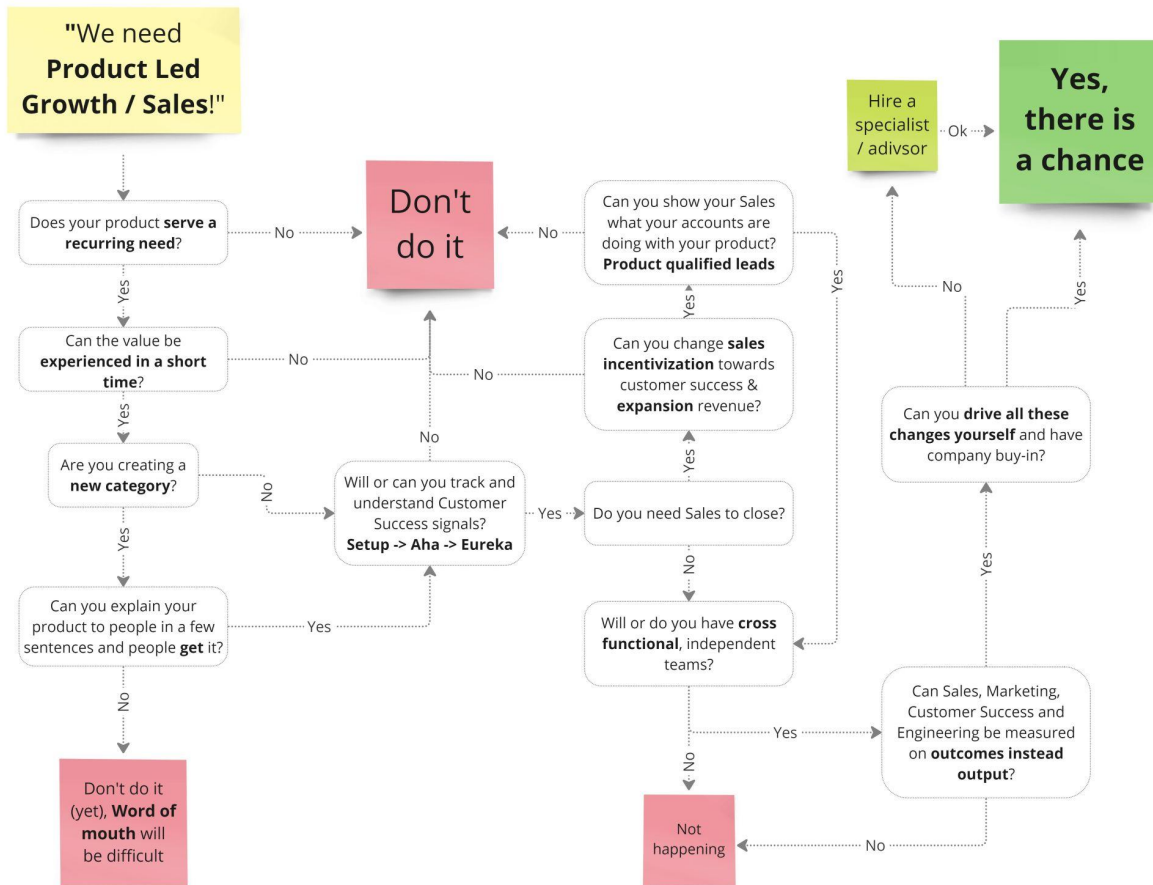 "We need
Product Led
Growth / Sales!"
Does your product serve a
recurring need?
No
Yes
Can the value be
experienced in a short
time?
No
Yes
Are you creating a
new category?
No
Yes
Can you explain your
product to people in a few
sentences and people get it?
Yes
No
Don't do it
(yet), Word of
mouth will
be difficult
Don't
do it
No
Will or can you track and
understand Customer
Success signals?
Setup -> Aha -> Eureka
Yes
Can you show your Sales
what your accounts are
doing with your product?
Product qualified leads
No
Yes
Yes
Can you change sales
incentivization towards
customer success &
expansion revenue?
No
Yes
Do you need Sales to close?
No
Will or do you have cross
functional, independent
teams?
Yes
No
Not
happening
Can Sales, Marketing,
Customer Success and
Engineering be measured
on outcomes instead
output?
No
Yes
Can you drive all these
changes yourself and have
company buy-in?
No
Yes
Hire a
specialist
/ adivsor
Ok
Yes,
there is
a chance